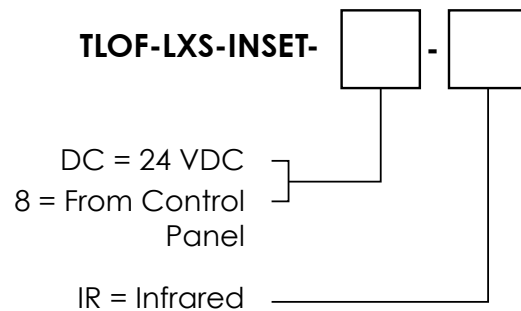 TLOF-LXS-INSET- -
DC = 24 VDC
8 = From Control
Panel
IR = Infrared